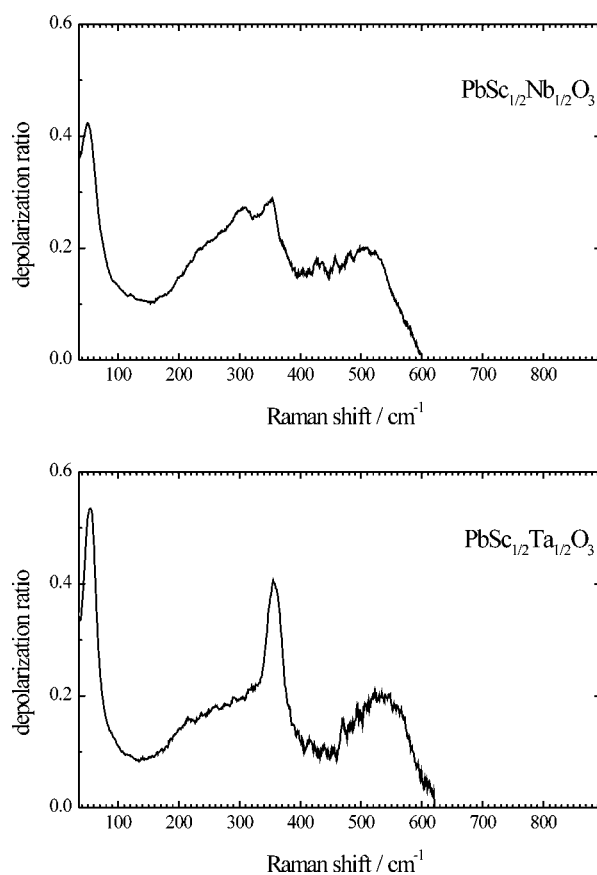 0.6
PbSc1/2Nb1/2O3
0.4
depolarization ratio
0.2
0.0
100 200 300 400 500 600 700 800
Raman shift / cm-1
0.6
PbSc1/2Ta1/2O3
0.4
depolarization ratio
0.2
0.0
100 200 300 400 500 600 700 800
Raman shift / cm-1